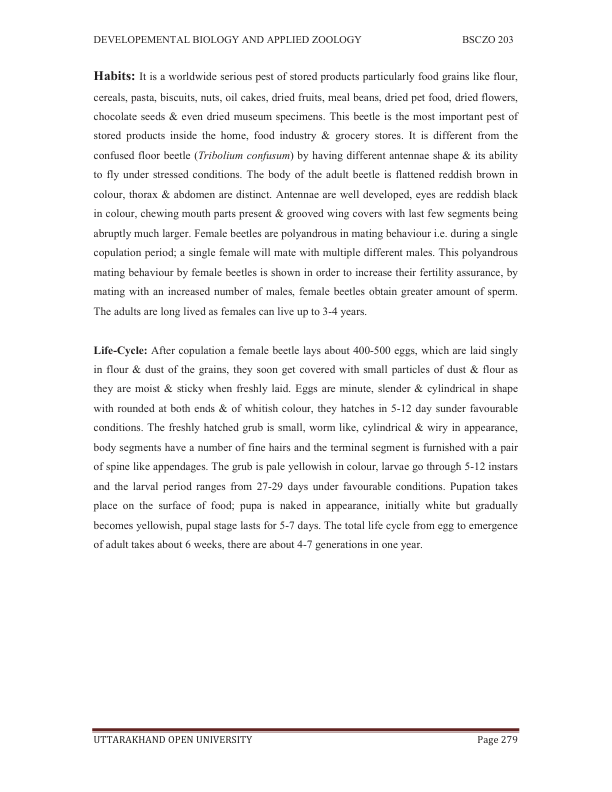 DEVELOPEMENTAL BIOLOGY AND APPLIED ZOOLOGY BSCZO 203
Habits: It is a worldwide serious pest of stored products particularly food grains like flour,
cereals, pasta, biscuits, nuts, oil cakes, dried fruits, meal beans, dried pet food, dried flowers,
chocolate seeds & even dried museum specimens. This beetle is the most important pest of
stored products inside the home, food industry & grocery stores. It is different from the
confused floor beetle (Tribolium confusum) by having different antennae shape & its ability
to fly under stressed conditions. The body of the adult beetle is flattened reddish brown in
colour, thorax & abdomen are distinct. Antennae are well developed, eyes are reddish black
in colour, chewing mouth parts present & grooved wing covers with last few segments being
abruptly much larger. Female beetles are polyandrous in mating behaviour i.e. during a single
copulation period; a single female will mate with multiple different males. This polyandrous
mating behaviour by female beetles is shown in order to increase their fertility assurance, by
mating with an increased number of males, female beetles obtain greater amount of sperm.
The adults are long lived as females can live up to 3-4 years.
Life-Cycle: After copulation a female beetle lays about 400-500 eggs, which are laid singly
in flour & dust of the grains, they soon get covered with small particles of dust & flour as
they are moist & sticky when freshly laid. Eggs are minute, slender & cylindrical in shape
with rounded at both ends & of whitish colour, they hatches in 5-12 day sunder favourable
conditions. The freshly hatched grub is small, worm like, cylindrical & wiry in appearance,
body segments have a number of fine hairs and the terminal segment is furnished with a pair
of spine like appendages. The grub is pale yellowish in colour, larvae go through 5-12 instars
and the larval period ranges from 27-29 days under favourable conditions. Pupation takes
place on the surface of food; pupa is naked in appearance, initially white but gradually
becomes yellowish, pupal stage lasts for 5-7 days. The total life cycle from egg to emergence
of adult takes about 6 weeks, there are about 4-7 generations in one year.
UTTARAKHAND OPEN UNIVERSITY Page 279